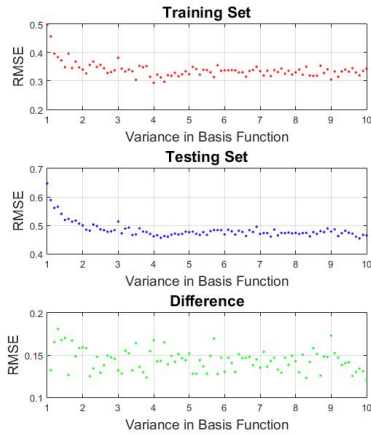 Training Set
RMSE
0.5
0.4
0.3
0.2
1 2 3 4 5 6 7 8 9 10
Variance in Basis Function
Testing Set
RMSE
0.7
0.6
0.5
0.4
1 2 3 4 5 6 7 8 9 10
Variance in Basis Function
Difference
RMSE
0.2
0.15
0.1
1 2 3 4 5 6 7 8 9 10
Variance in Basis Function